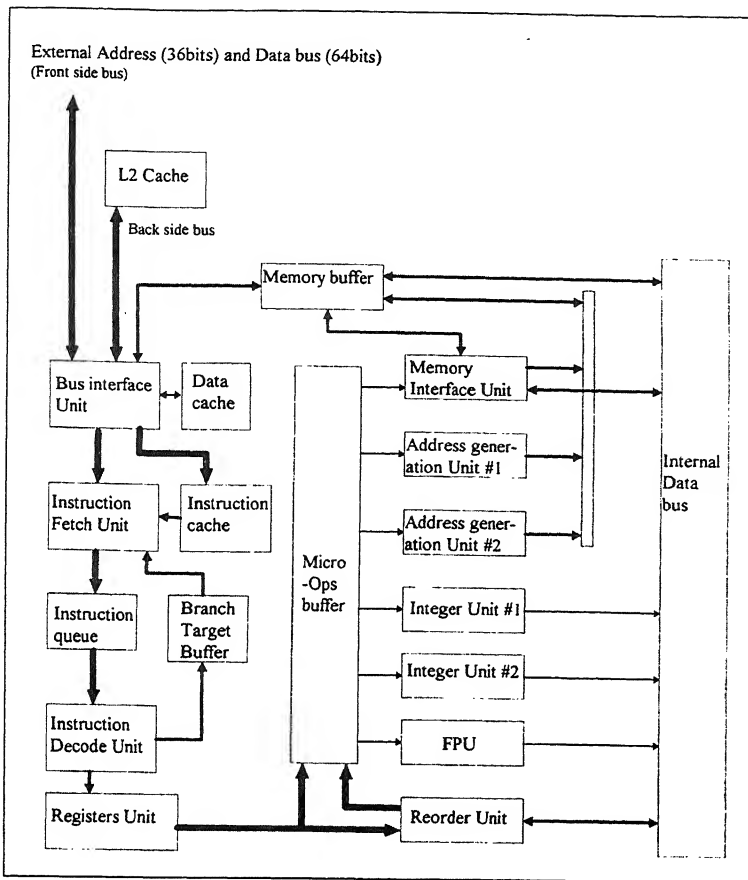 External Address (36bits) and Data bus (64bits)
(Front side bus)
L2 Cache
Back side bus
Memory buffer
Bus interface
Unit
Data
cache
Memory
Interface Unit
Address gener-
ation Unit #1
Internal
Data
bus
Instruction
Fetch Unit
Instruction
cache
Address gener-
ation Unit #2
Micro
-Ops
buffer
Instruction
queue
Branch
Target
Buffer
Integer Unit #1
Integer Unit #2
Instruction
Decode Unit
FPU
Registers Unit
Reorder Unit